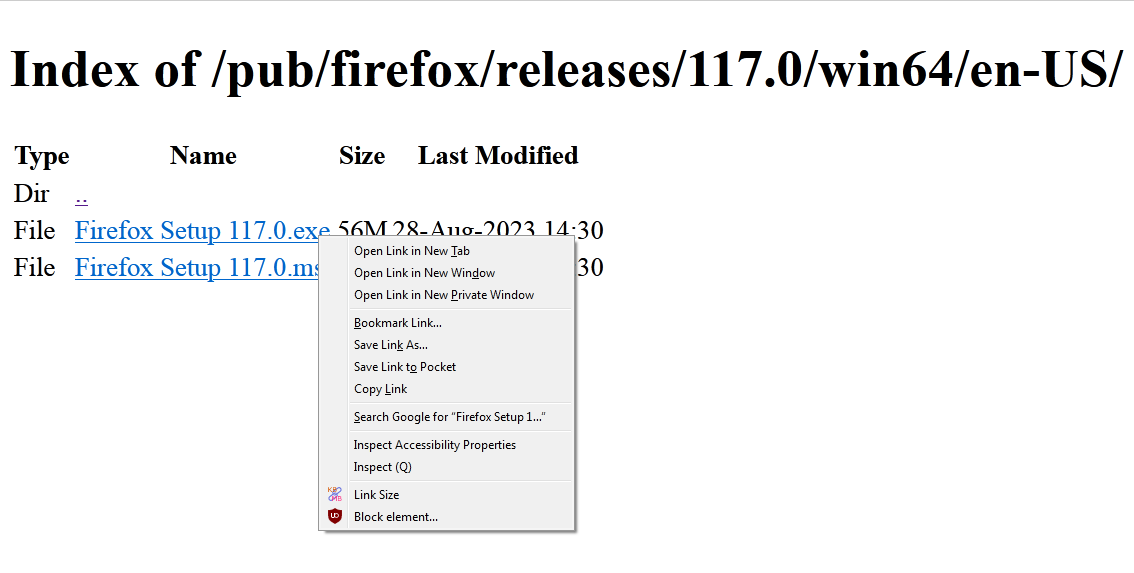 Index of /pub/firefox/releases/117.0/win64/en-US/
Type Name Size Last Modified
Dir ..
File Firefox Setup 117.0.exe 56M 28-Aug-2023 14:30
File Firefox Setup 117.0.ms 30
Open Link in New Tab
Open Link in New Window
Open Link in New Private Window
Bookmark Link...
Save Link As...
Save Link to Pocket
Copy Link
Search Google for “Firefox Setup 1...”
Inspect Accessibility Properties
Inspect (Q)
Link Size
Block element...